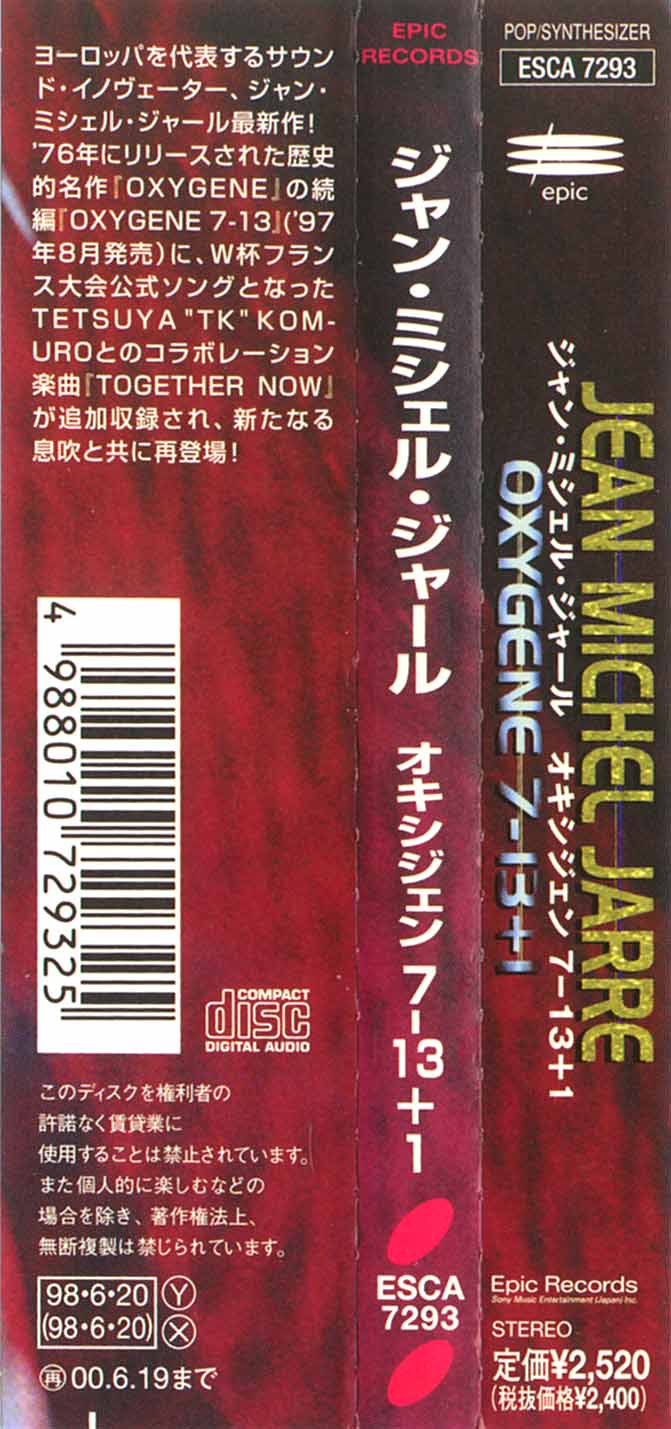 ヨーロッパを代表するサウン
ド・イノヴェーター、ジャン・
ミシェル・ジャール最新作！
'76年にリリースされた歴史
的名作『OXYGENE』の続
編『OXYGENE 7-13』('97
年8月発売)に、W杯フラン
ス大会公式ソングとなった
TETSUYA "TK" KOM-
UROとのコラボレーション
楽曲『TOGETHER NOW』
が追加収録され、新たなる
息吹と共に再登場！
4 988010 729325
COMPACT
disc
DIGITAL AUDIO
このディスクを権利者の
許諾なく賃貸業に
使用することは禁止されています。
また個人的に楽しむなどの
場合を除き、著作権法上、
無断複製は禁じられています。
98・6・20 Ⓨ
(98・6・20) Ⓧ
㊢00.6.19まで
EPIC
RECORDS
ジャン・ミシェル・ジャール オキシジェン 7-13+1
ESCA
7293
POP/SYNTHESIZER
ESCA 7293
epic
JEAN MICHEL JARRE
ジャン・ミシェル・ジャール オキシジェン 7-13+1
OXYGENE 7-13+1
Epic Records
Sony Music Entertainment (Japan) Inc.
STEREO
定価¥2,520
(税抜価格¥2,400)